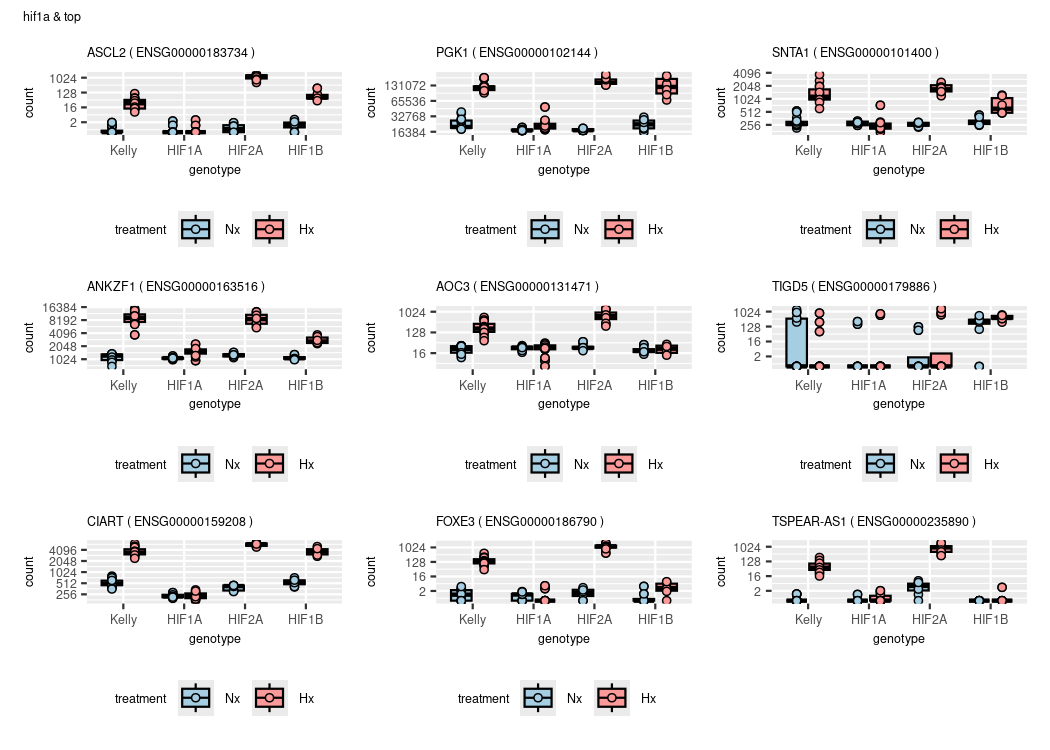 hif1a & top
ASCL2 ( ENSG00000183734 )
count
1024
128
16
2
Kelly HIF1A HIF2A HIF1B
genotype
treatment Nx Hx
PGK1 ( ENSG00000102144 )
count
131072
65536
32768
16384
Kelly HIF1A HIF2A HIF1B
genotype
treatment Nx Hx
SNTA1 ( ENSG00000101400 )
count
4096
2048
1024
512
256
Kelly HIF1A HIF2A HIF1B
genotype
treatment Nx Hx
ANKZF1 ( ENSG00000163516 )
count
16384
8192
4096
2048
1024
Kelly HIF1A HIF2A HIF1B
genotype
treatment Nx Hx
AOC3 ( ENSG00000131471 )
count
1024
128
16
Kelly HIF1A HIF2A HIF1B
genotype
treatment Nx Hx
TIGD5 ( ENSG00000179886 )
count
1024
128
16
2
Kelly HIF1A HIF2A HIF1B
genotype
treatment Nx Hx
CIART ( ENSG00000159208 )
count
4096
2048
1024
512
256
Kelly HIF1A HIF2A HIF1B
genotype
treatment Nx Hx
FOXE3 ( ENSG00000186790 )
count
1024
128
16
2
Kelly HIF1A HIF2A HIF1B
genotype
treatment Nx Hx
TSPEAR-AS1 ( ENSG00000235890 )
count
1024
128
16
2
Kelly HIF1A HIF2A HIF1B
genotype